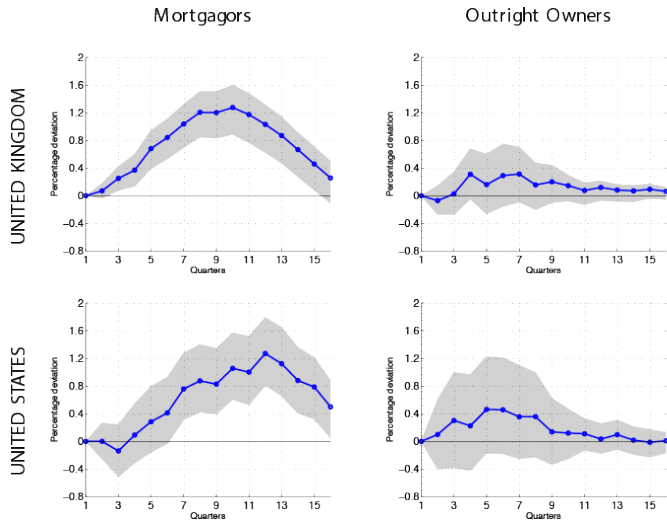 Mortgagors Outright Owners
UNITED KINGDOM
Percentage deviation
2
1.6
1.2
0.8
0.4
0
−0.4
−0.8
1 3 5 7 9 11 13 15
Quarters
Percentage deviation
2
1.6
1.2
0.8
0.4
0
−0.4
−0.8
1 3 5 7 9 11 13 15
Quarters
UNITED STATES
Percentage deviation
2
1.6
1.2
0.8
0.4
0
−0.4
−0.8
1 3 5 7 9 11 13 15
Quarters
Percentage deviation
2
1.6
1.2
0.8
0.4
0
−0.4
−0.8
1 3 5 7 9 11 13 15
Quarters